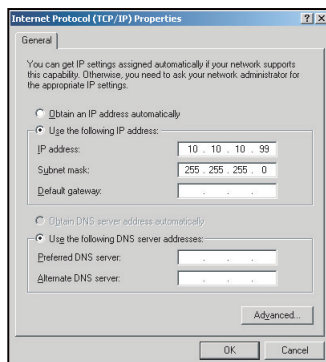 Internet Protocol (TCP/IP) Properties
General
You can get IP settings assigned automatically if your network supports
this capability. Otherwise, you need to ask your network administrator for
the appropriate IP settings.
Obtain an IP address automatically
Use the following IP address:
IP address: 10 . 10 . 10 . 99
Subnet mask: 255 . 255 . 255 . 0
Default gateway: . . .
Obtain DNS server address automatically
Use the following DNS server addresses:
Preferred DNS server: . . .
Alternate DNS server: . . .
Advanced...
OK Cancel